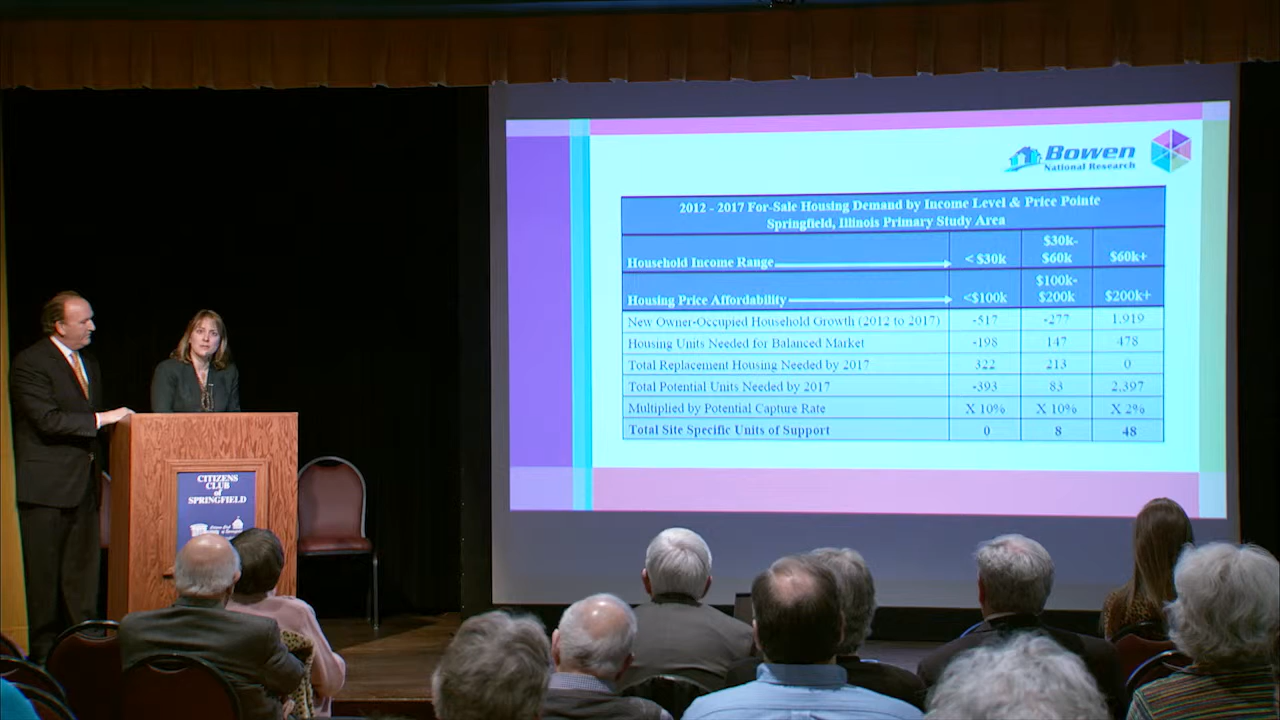 Bowen
National Research
2012 - 2017 For-Sale Housing Demand by Income Level & Price Pointe
Springfield, Illinois Primary Study Area
Household Income Range < $30k $30k-$60k $60k+
Housing Price Affordability <$100k $100k-$200k $200k+
New Owner-Occupied Household Growth (2012 to 2017) -517 -277 1,919
Housing Units Needed for Balanced Market -198 147 478
Total Replacement Housing Needed by 2017 322 213 0
Total Potential Units Needed by 2017 -393 83 2,397
Multiplied by Potential Capture Rate X 10% X 10% X 2%
Total Site Specific Units of Support 0 8 48
CITIZENS
CLUB
of
SPRINGFIELD